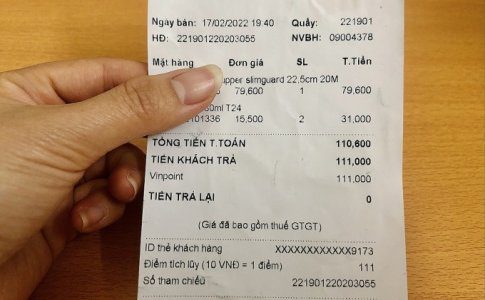 Ngày bán: 17/02/2022 19:40 Quầy: 221901
HĐ: 221901220203055 NVBH: 09004378
Mặt hàng Đơn giá SL T.Tiền
slimguard 22.5cm 20M
79,600 1 79,600
T24
101336 15,500 2 31,000
TỔNG TIỀN T.TOÁN 110,600
TIỀN KHÁCH TRẢ 111,000
Vinpoint 111,000
TIỀN TRẢ LẠI 0
(Giá đã bao gồm thuế GTGT)
ID thẻ khách hàng XXXXXXXXXXXX9173
Điểm tích lũy (10 VNĐ = 1 điểm) 111
Số tham chiếu 221901220203055